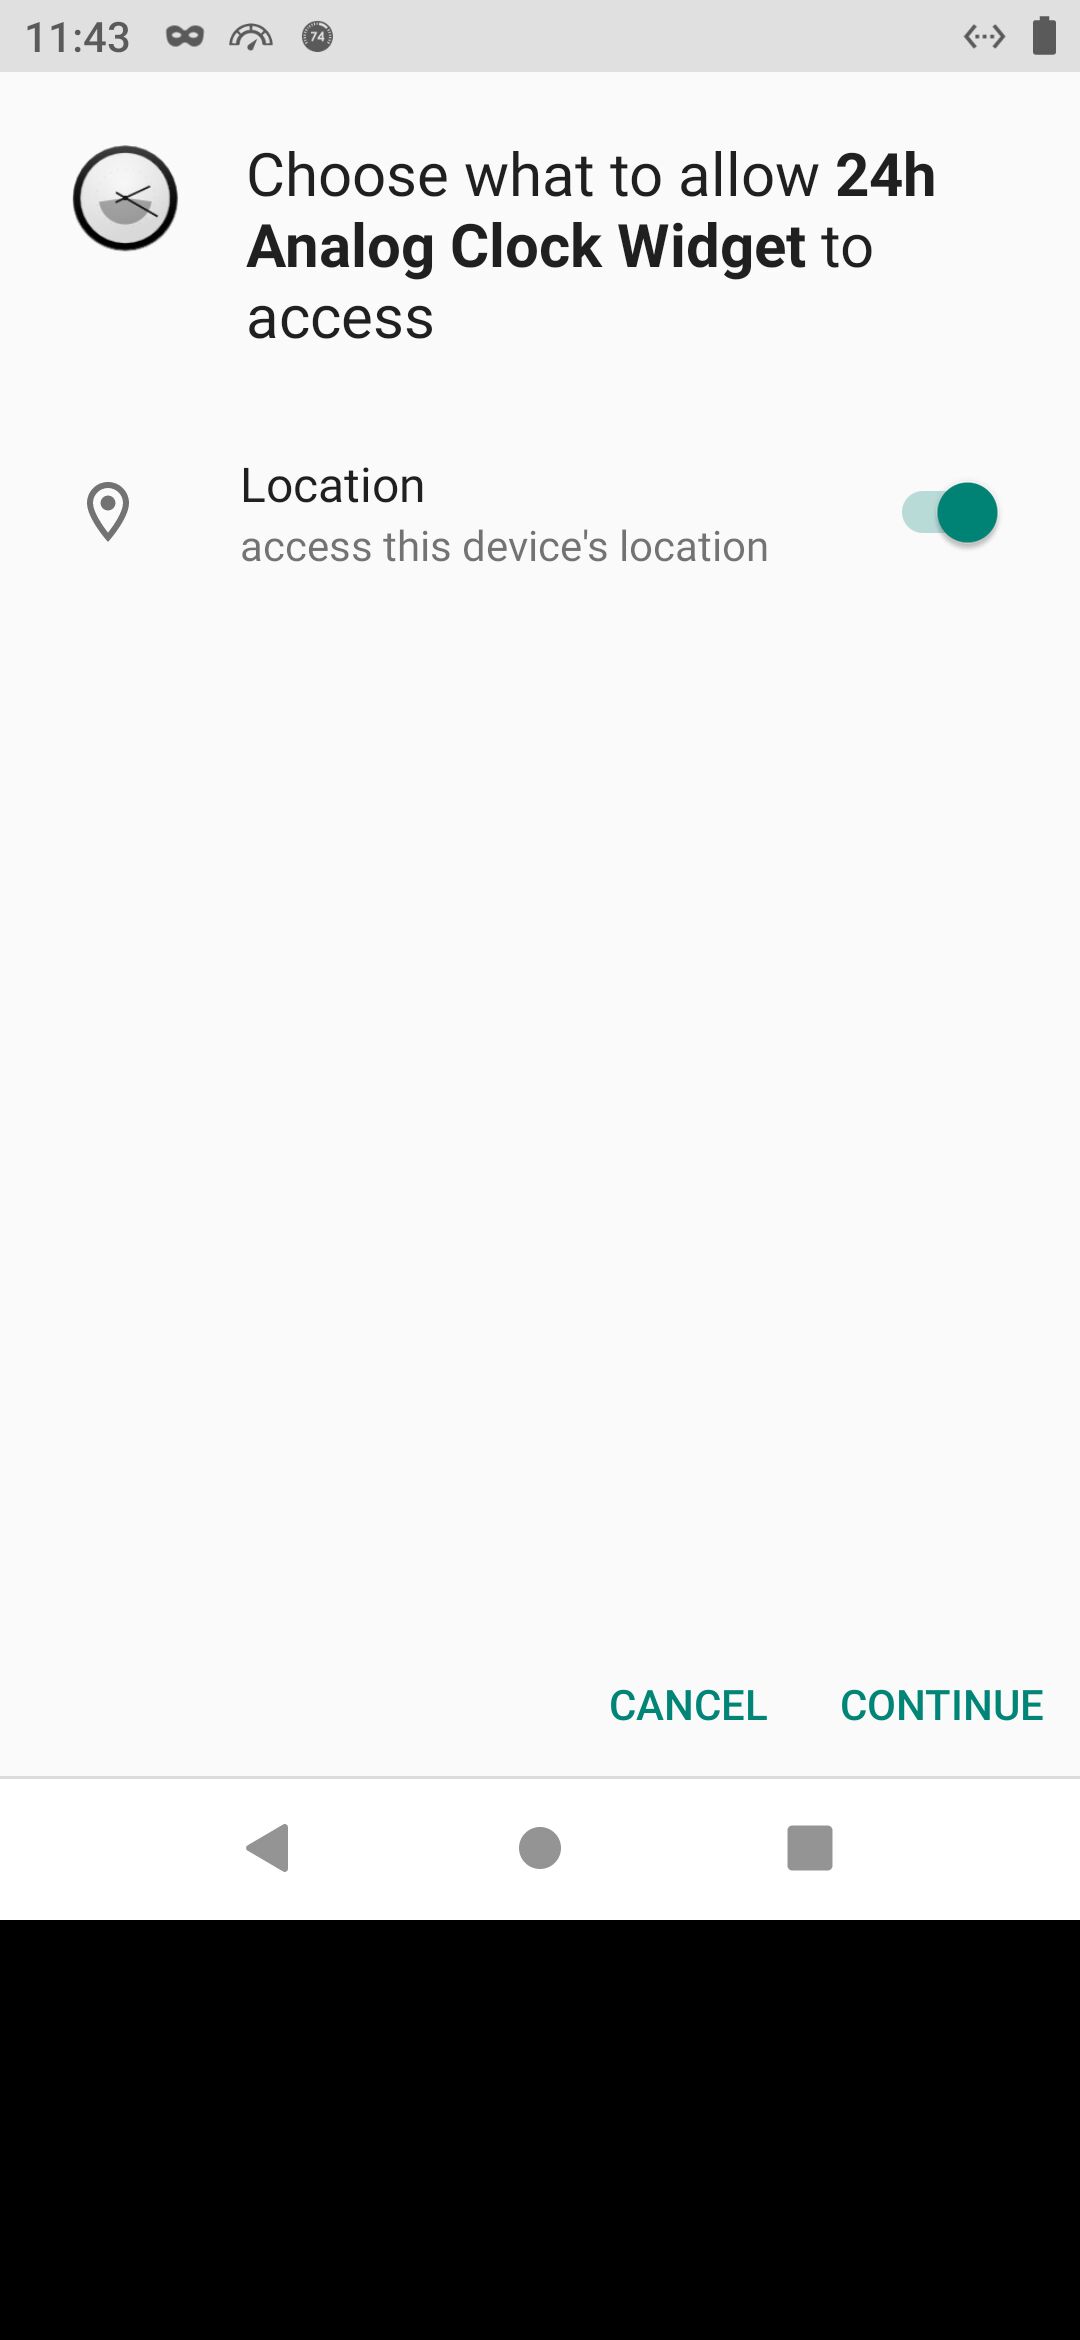 11:43
74
Choose what to allow 24h
Analog Clock Widget to
access
Location
access this device's location
CANCEL
CONTINUE